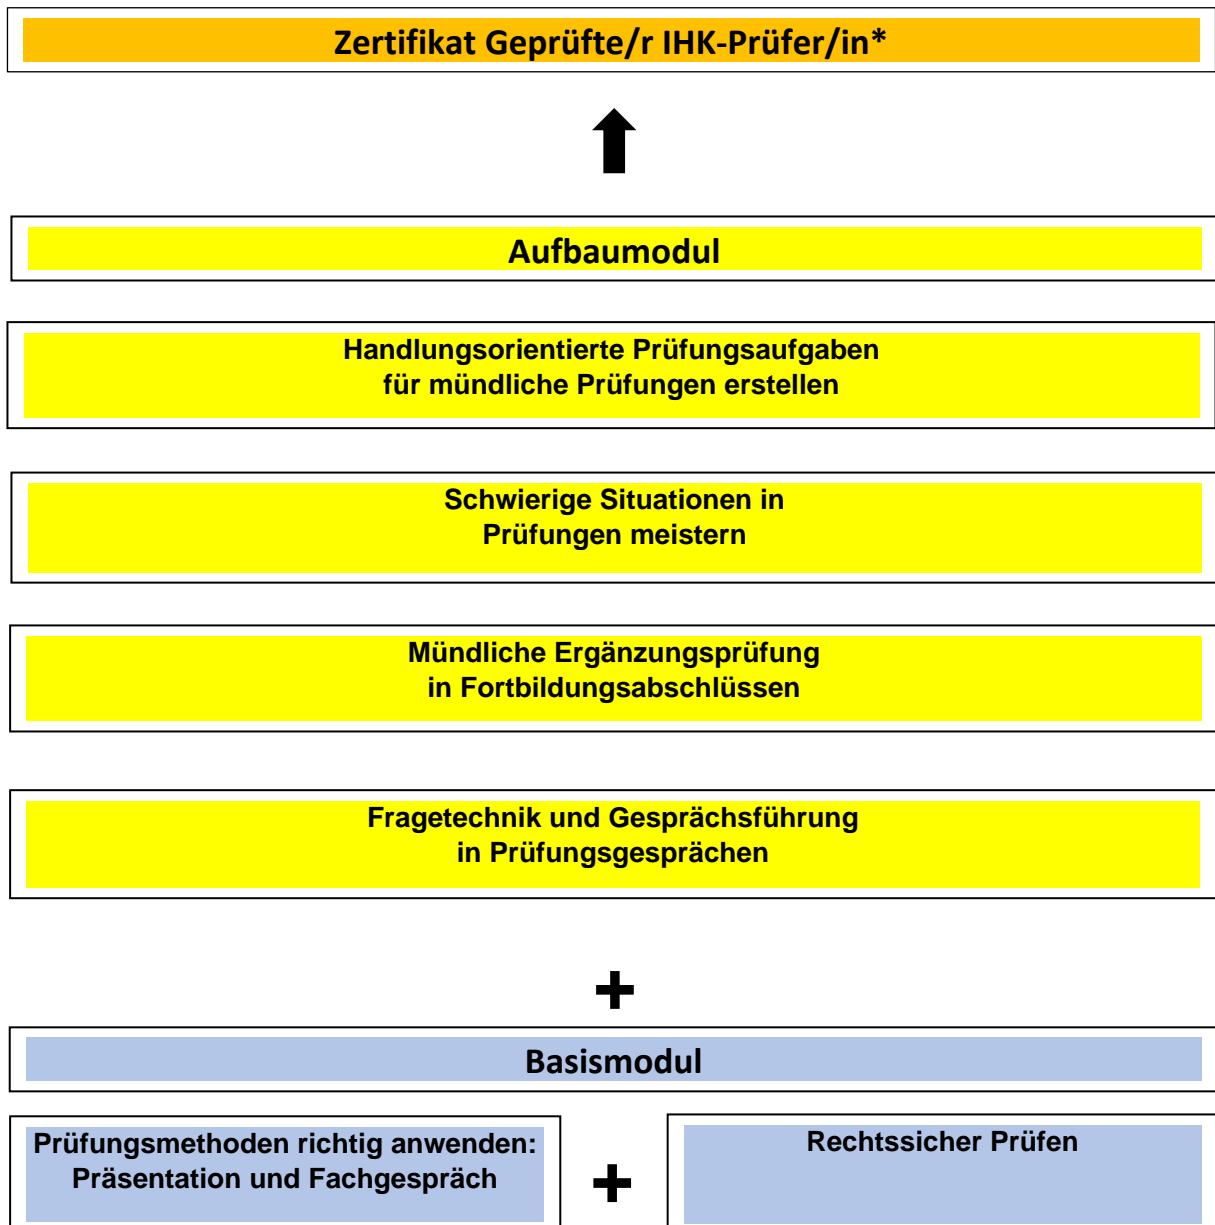 Zertifikat Geprüfte/r IHK-Prüfer/in*
Aufbaumodul
Handlungsorientierte Prüfungsaufgaben
für mündliche Prüfungen erstellen
Schwierige Situationen in
Prüfungen meistern
Mündliche Ergänzungsprüfung
in Fortbildungsabschlüssen
Fragetechnik und Gesprächsführung
in Prüfungsgesprächen
+
Basismodul
Prüfungsmethoden richtig anwenden:
Präsentation und Fachgespräch
+
Rechtssicher Prüfen